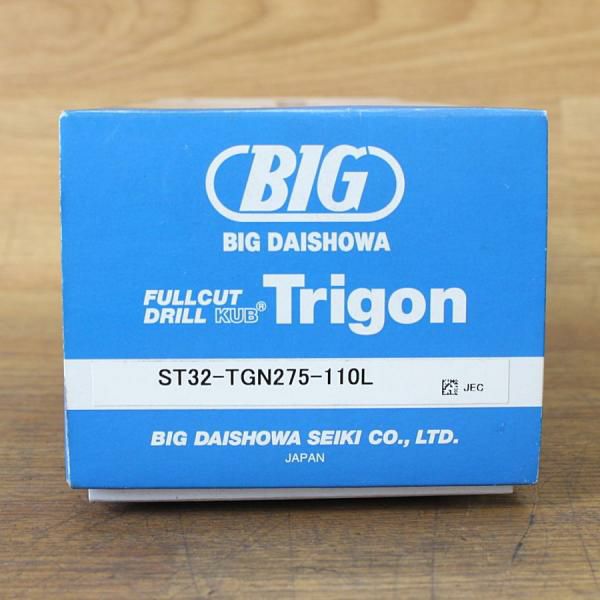 BIG
BIG DAISHOWA
FULLCUT
DRILL KUB® Trigon
ST32-TGN275-110L
JEC
BIG DAISHOWA SEIKI CO., LTD.
JAPAN